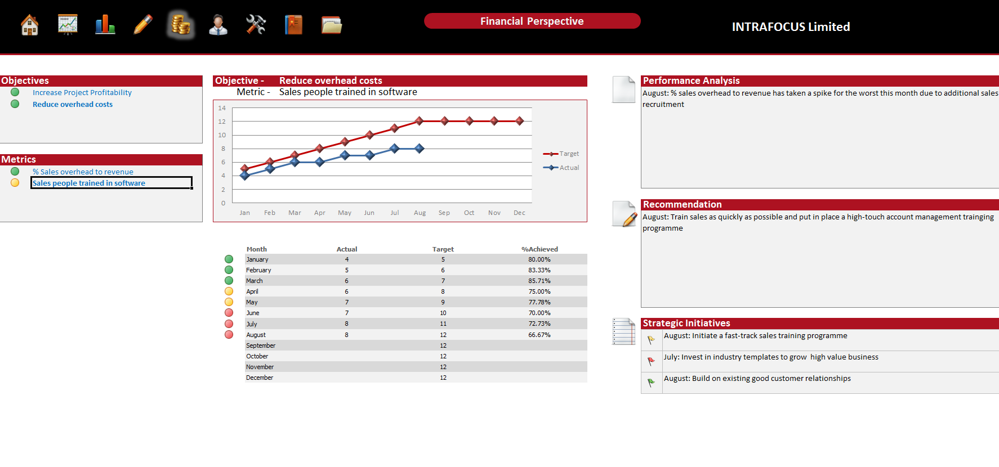 Financial Perspective
INTRAFOCUS Limited
Objectives
Increase Project Profitability
Reduce overhead costs
Metrics
% Sales overhead to revenue
Sales people trained in software
Objective - Reduce overhead costs
Metric - Sales people trained in software
14
12
10
8
6
4
2
0
Jan Feb Mar Apr May Jun Jul Aug Sep Oct Nov Dec
Target
Actual
Month Actual Target %Achieved
January 4 5 80.00%
February 5 6 83.33%
March 6 7 85.71%
April 6 8 75.00%
May 7 9 77.78%
June 7 10 70.00%
July 8 11 72.73%
August 8 12 66.67%
September 12
October 12
November 12
December 12
Performance Analysis
August: % sales overhead to revenue has taken a spike for the worst this month due to additional sales
recruitment
Recommendation
August: Train sales as quickly as possible and put in place a high-touch account management trainging
programme
Strategic Initiatives
August: Initiate a fast-track sales training programme
July: Invest in industry templates to grow  high value business
August: Build on existing good customer relationships